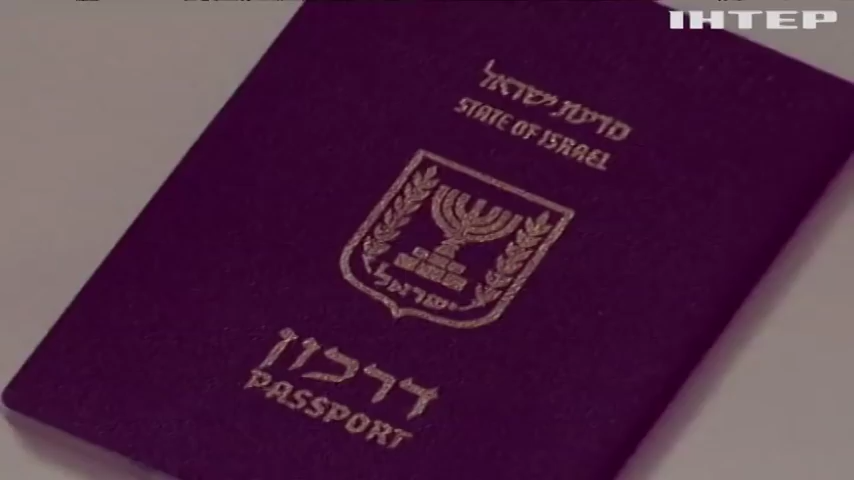 ІНТЕР
מדינת ישראל
STATE OF ISRAEL
ישראל
דרכון
PASSPORT